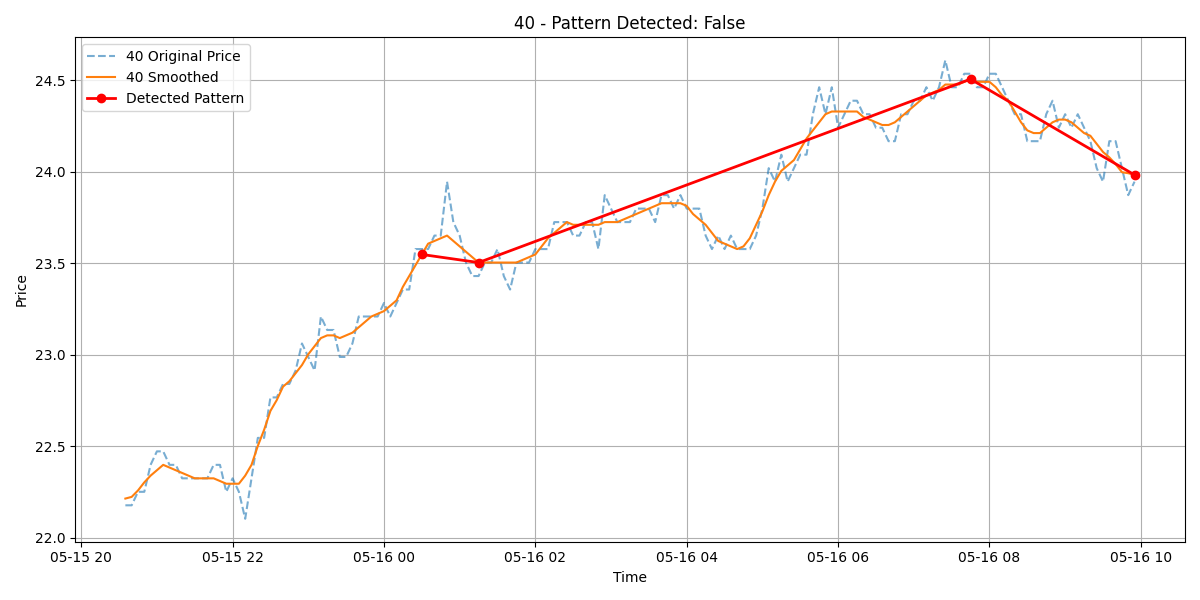 40 - Pattern Detected: False
40 Original Price
40 Smoothed
Detected Pattern
Price
24.5
24.0
23.5
23.0
22.5
22.0
05-15 20 05-15 22 05-16 00 05-16 02 05-16 04 05-16 06 05-16 08 05-16 10
Time